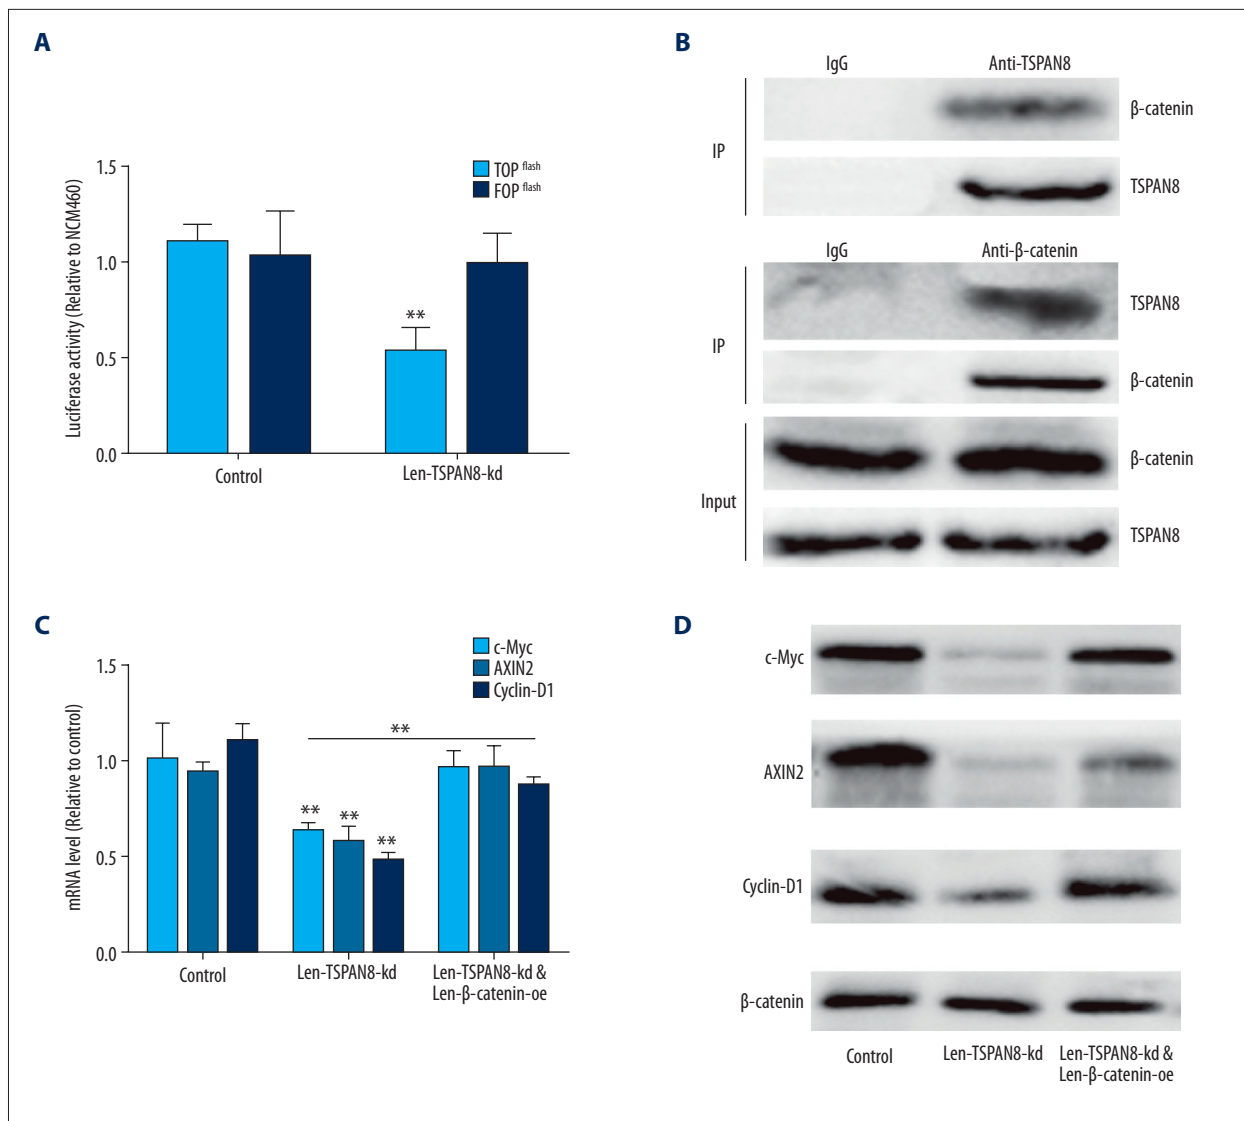 A
Luciferase activity (Relative to NCM460)
1.5
1.0
0.5
0.0
TOP flash
FOP flash
**
Control
Len-TSPAN8-kd
B
IgG
Anti-TSPAN8
IP
β-catenin
TSPAN8
IgG
Anti-β-catenin
IP
TSPAN8
β-catenin
Input
β-catenin
TSPAN8
C
mRNA level (Relative to control)
1.5
1.0
0.5
0.0
c-Myc
AXIN2
Cyclin-D1
**
**
**
**
Control
Len-TSPAN8-kd
Len-TSPAN8-kd &
Len-β-catenin-oe
D
c-Myc
AXIN2
Cyclin-D1
β-catenin
Control
Len-TSPAN8-kd
Len-TSPAN8-kd &
Len-β-catenin-oe